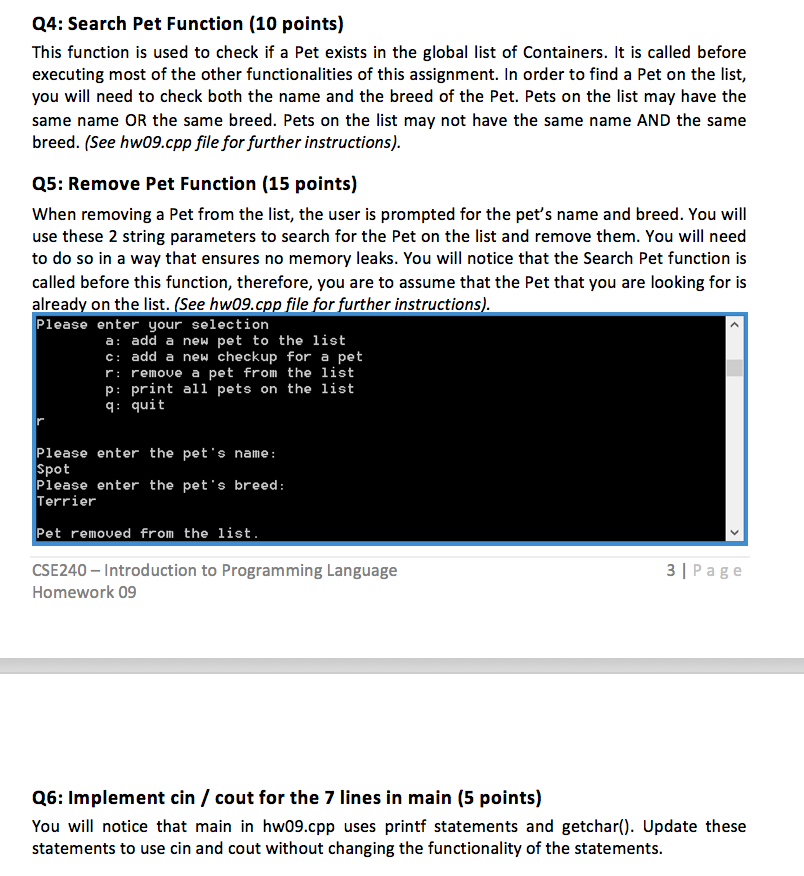 Q4: Search Pet Function (10 points)
This function is used to check if a Pet exists in the global list of Containers. It is called before
executing most of the other functionalities of this assignment. In order to find a Pet on the list,
you will need to check both the name and the breed of the Pet. Pets on the list may have the
same name OR the same breed. Pets on the list may not have the same name AND the same
breed. (See hw09.cpp file for further instructions).
Q5: Remove Pet Function (15 points)
When removing a Pet from the list, the user is prompted for the pet's name and breed. You will
use these 2 string parameters to search for the Pet on the list and remove them. You will need
to do so in a way that ensures no memory leaks. You will notice that the Search Pet function is
called before this function, therefore, you are to assume that the Pet that you are looking for is
already on the list. (See hw09.cpp file for further instructions).
Please enter your selection
a: add a new pet to the list
c: add a new checkup for a pet
r: remove a pet from the list
p: print all pets on the list
q: quit
r
Please enter the pet's name:
Spot
Please enter the pet's breed:
Terrier
Pet removed from the list.
CSE240 – Introduction to Programming Language 3 | Page
Homework 09
Q6: Implement cin / cout for the 7 lines in main (5 points)
You will notice that main in hw09.cpp uses printf statements and getchar(). Update these
statements to use cin and cout without changing the functionality of the statements.